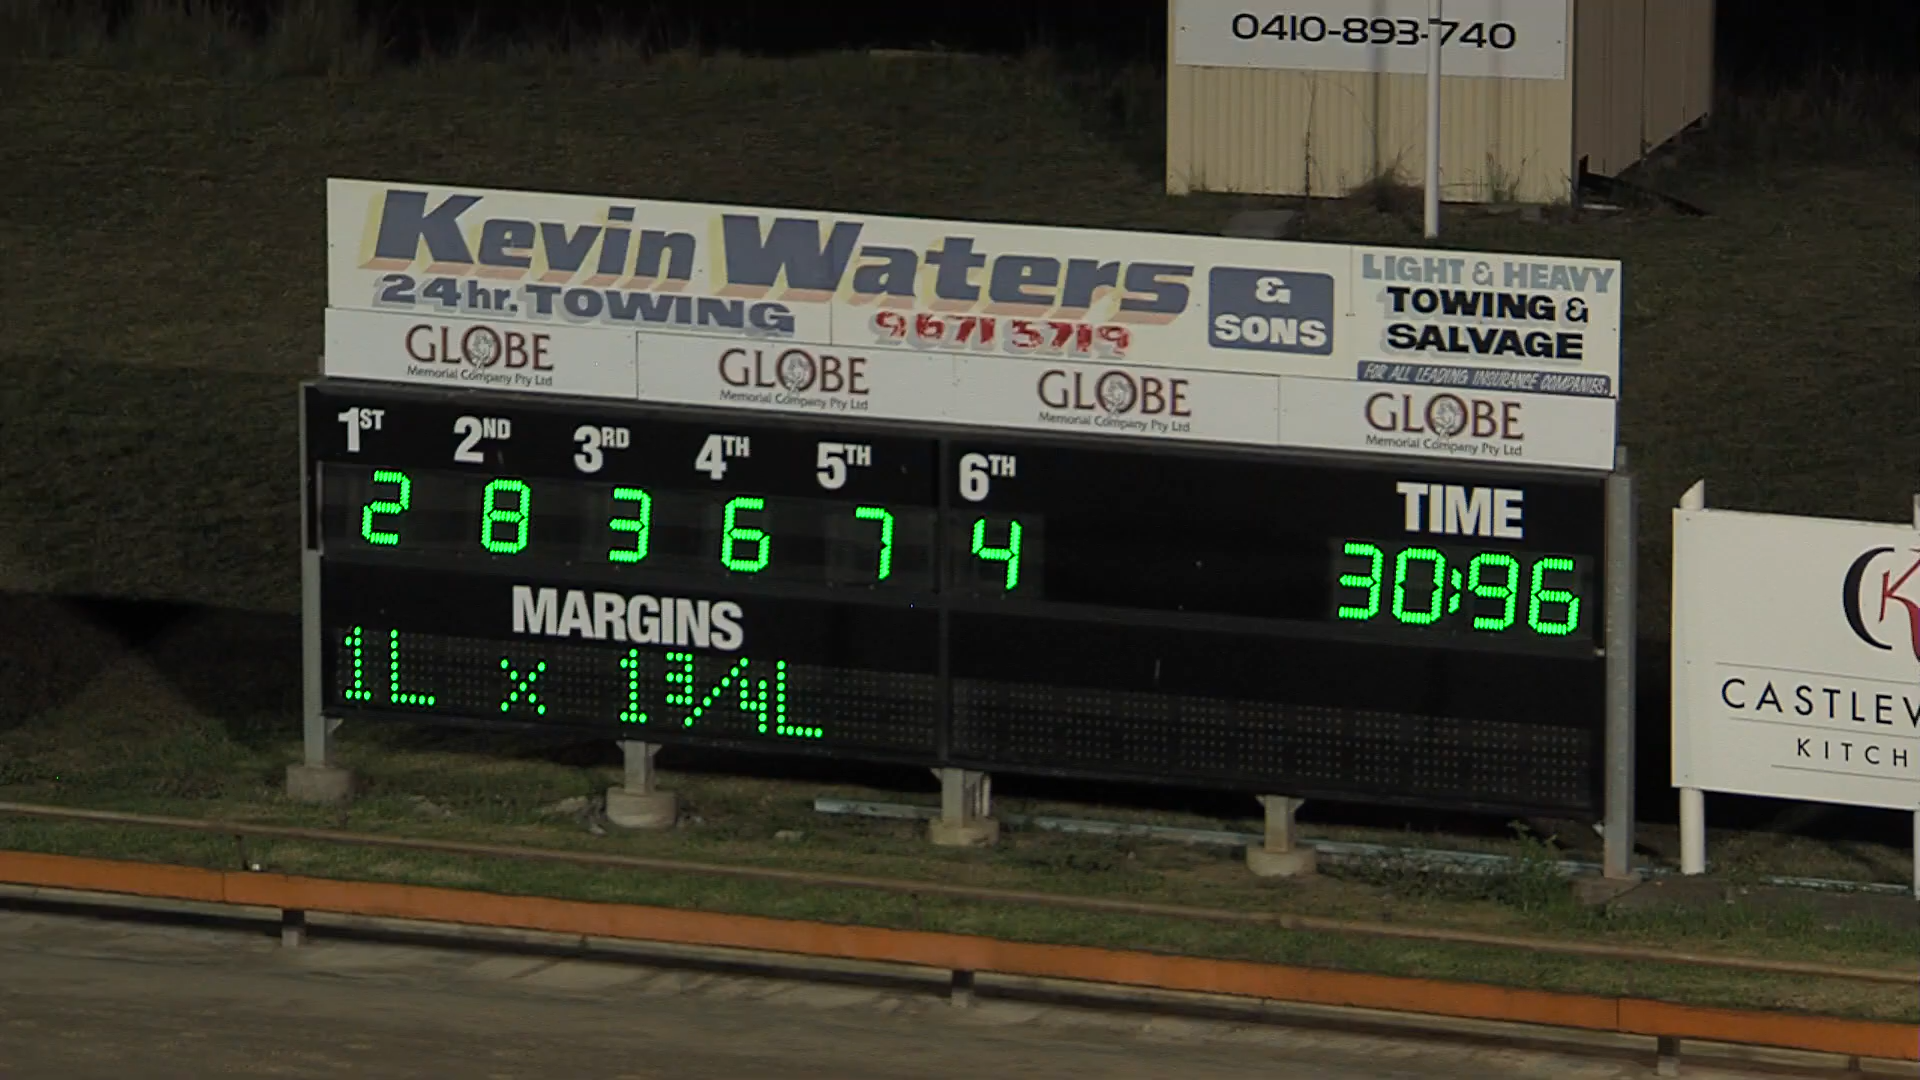 0410-893-740
Kevin Waters & SONS
24hr. TOWING 9671 3719
LIGHT & HEAVY
TOWING &
SALVAGE
FOR ALL LEADING INSURANCE COMPANIES.
GLOBE GLOBE GLOBE GLOBE
Memorial Company Pty Ltd Memorial Company Pty Ltd Memorial Company Pty Ltd Memorial Company Pty Ltd
1ST 2ND 3RD 4TH 5TH 6TH TIME
2 8 3 6 7 4 30:96
MARGINS
1L x 1 3/4L
CK
CASTLEV
KITCH